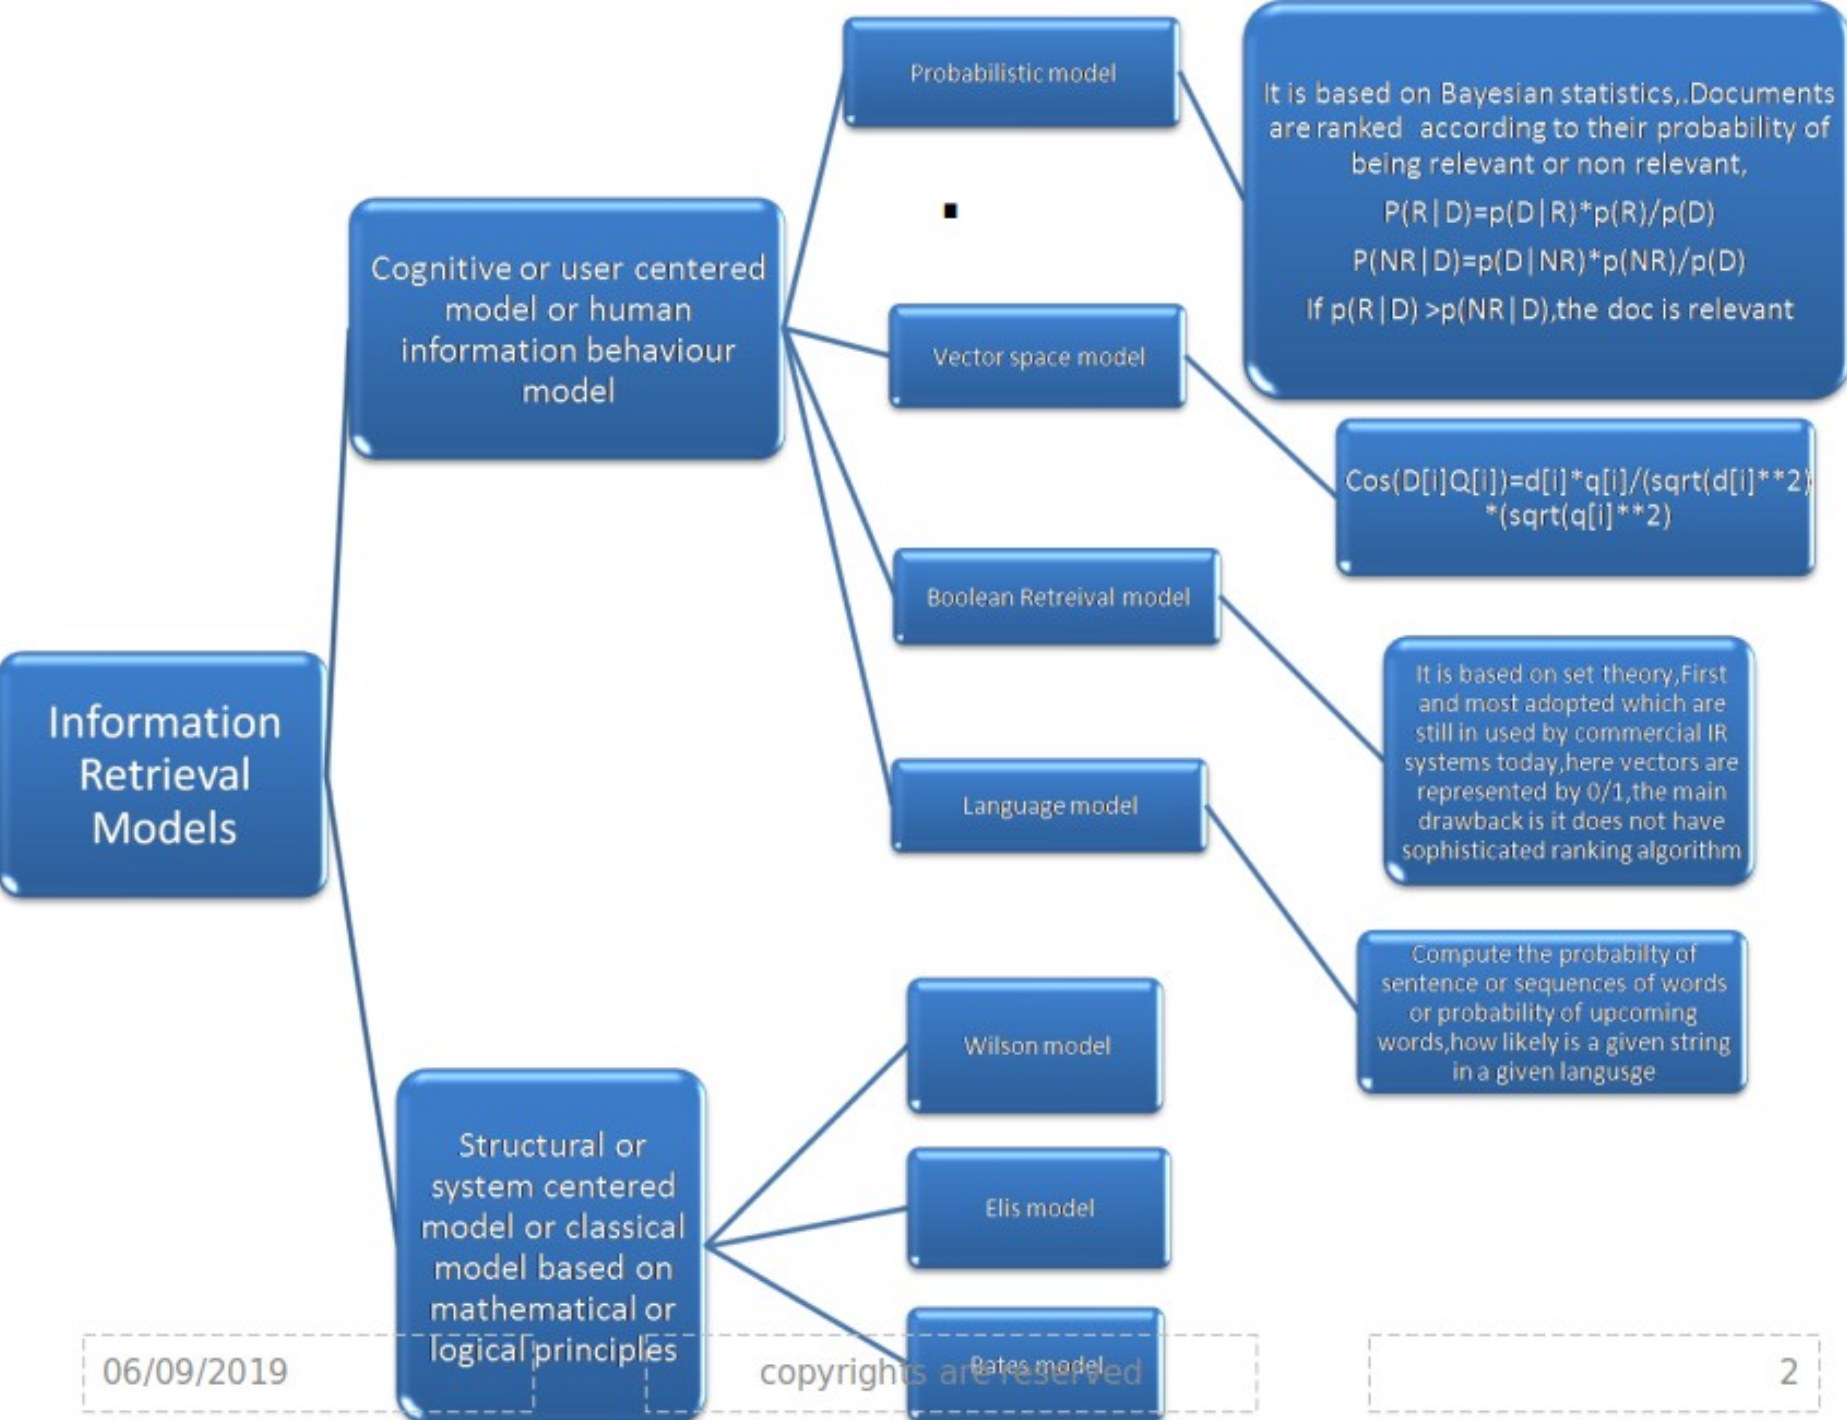 Information
Retrieval
Models
Cognitive or user centered
model or human
information behaviour
model
Probabilistic model
It is based on Bayesian statistics,.Documents
are ranked according to their probability of
being relevant or non relevant,
P(R|D)=p(D|R)*p(R)/p(D)
P(NR|D)=p(D|NR)*p(NR)/p(D)
If p(R|D) >p(NR|D),the doc is relevant
Vector space model
Cos(D[i]Q[i])=d[i]*q[i]/(sqrt(d[i]**2)
*(sqrt(q[i]**2)
Boolean Retreival model
It is based on set theory,First
and most adopted which are
still in used by commercial IR
systems today,here vectors are
represented by 0/1,the main
drawback is it does not have
sophisticated ranking algorithm
Language model
Compute the probabilty of
sentence or sequences of words
or probability of upcoming
words,how likely is a given string
in a given langusge
Structural or
system centered
model or classical
model based on
mathematical or
logical principles
Wilson model
Elis model
Bates model
06/09/2019
copyrights are reserved
2